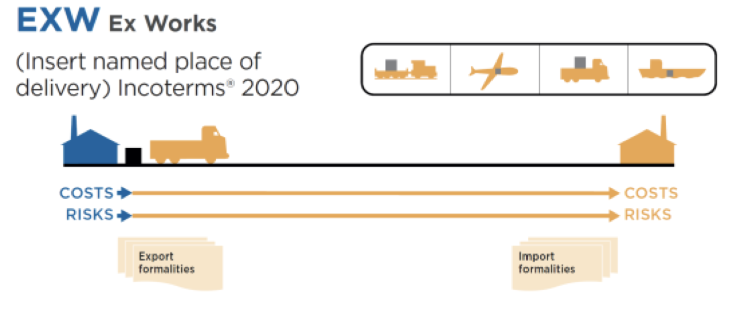 EXW Ex Works
(Insert named place of
delivery) Incoterms® 2020
COSTS COSTS
RISKS RISKS
Export
formalities
Import
formalities